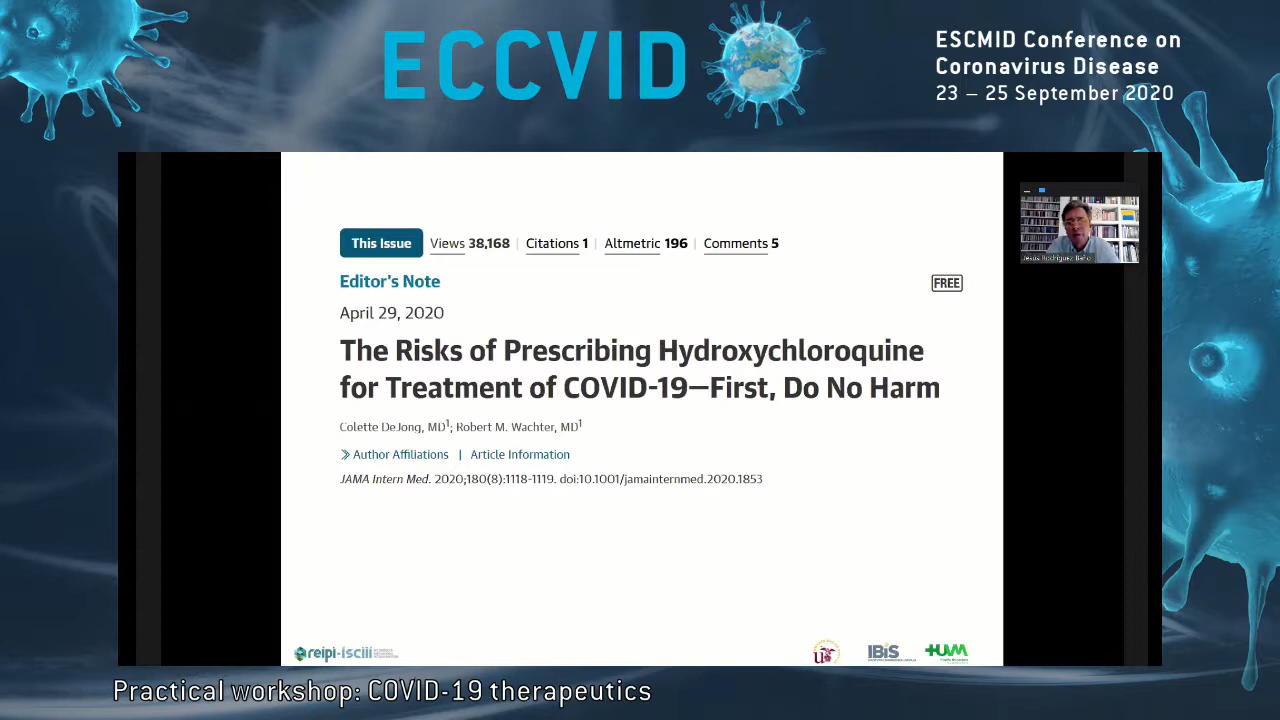 ECCVID
ESCMID Conference on
Coronavirus Disease
23 – 25 September 2020
This Issue Views 38,168 | Citations 1 | Altmetric 196 | Comments 5
Editor's Note
FREE
April 29, 2020
The Risks of Prescribing Hydroxychloroquine
for Treatment of COVID-19—First, Do No Harm
Colette DeJong, MD1; Robert M. Wachter, MD1
Author Affiliations | Article Information
JAMA Intern Med. 2020;180(8):1118-1119. doi:10.1001/jamainternmed.2020.1853
Jesús Rodríguez Baño
reipi-isciii
IBiS
HUVM
Practical workshop: COVID-19 therapeutics